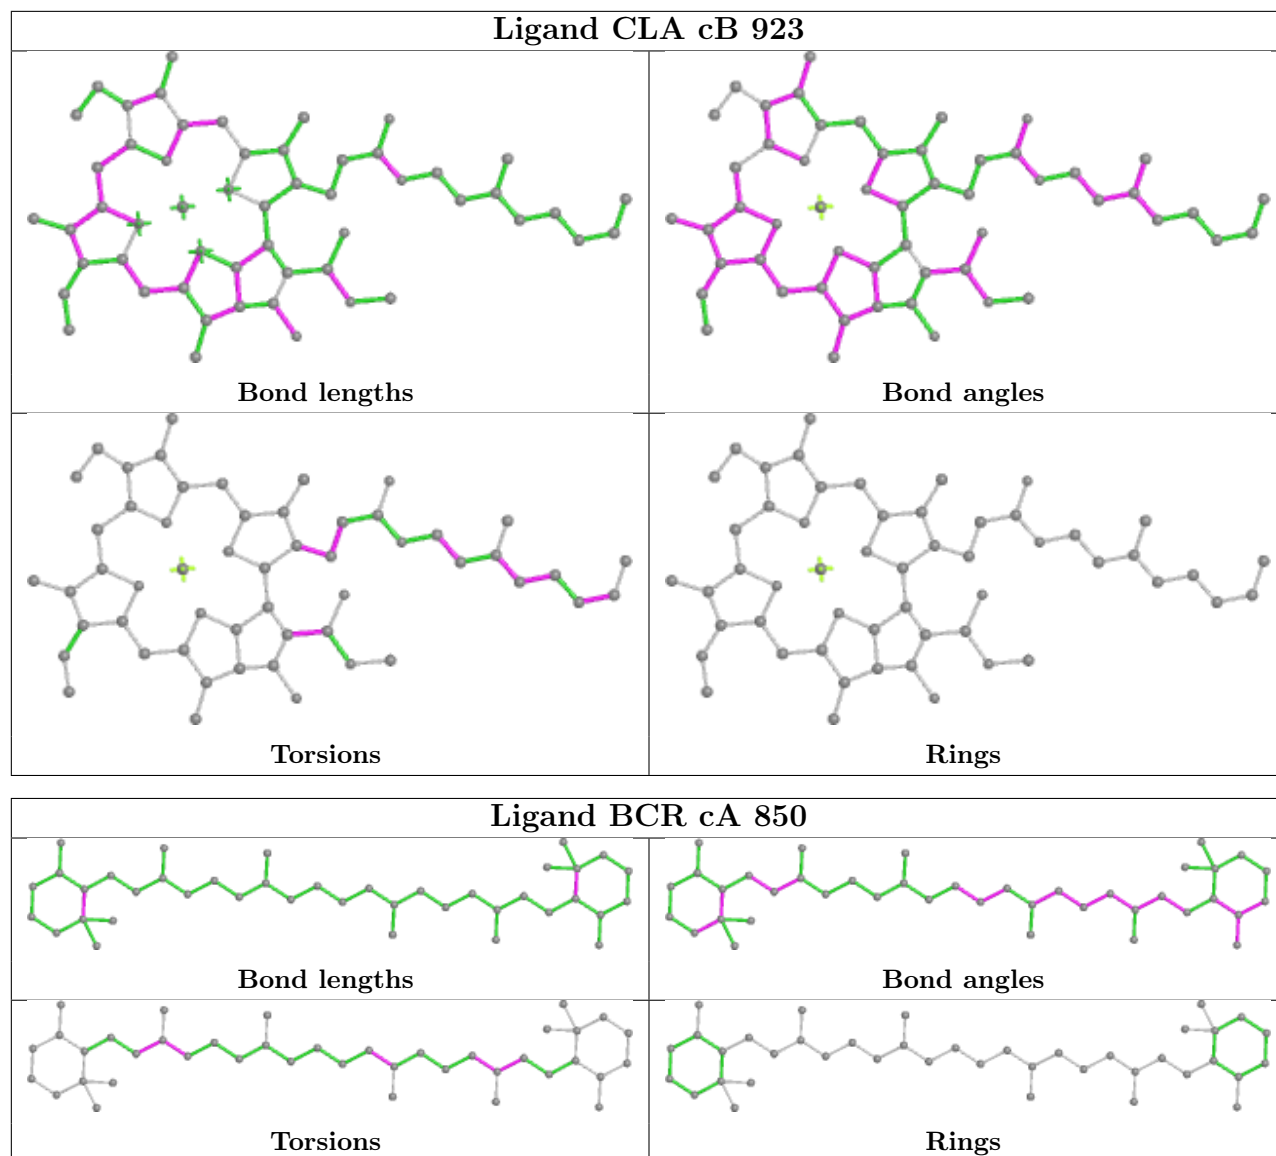 Ligand CLA cB 923
Bond lengths
Bond angles
Torsions
Rings
Ligand BCR cA 850
Bond lengths
Bond angles
Torsions
Rings